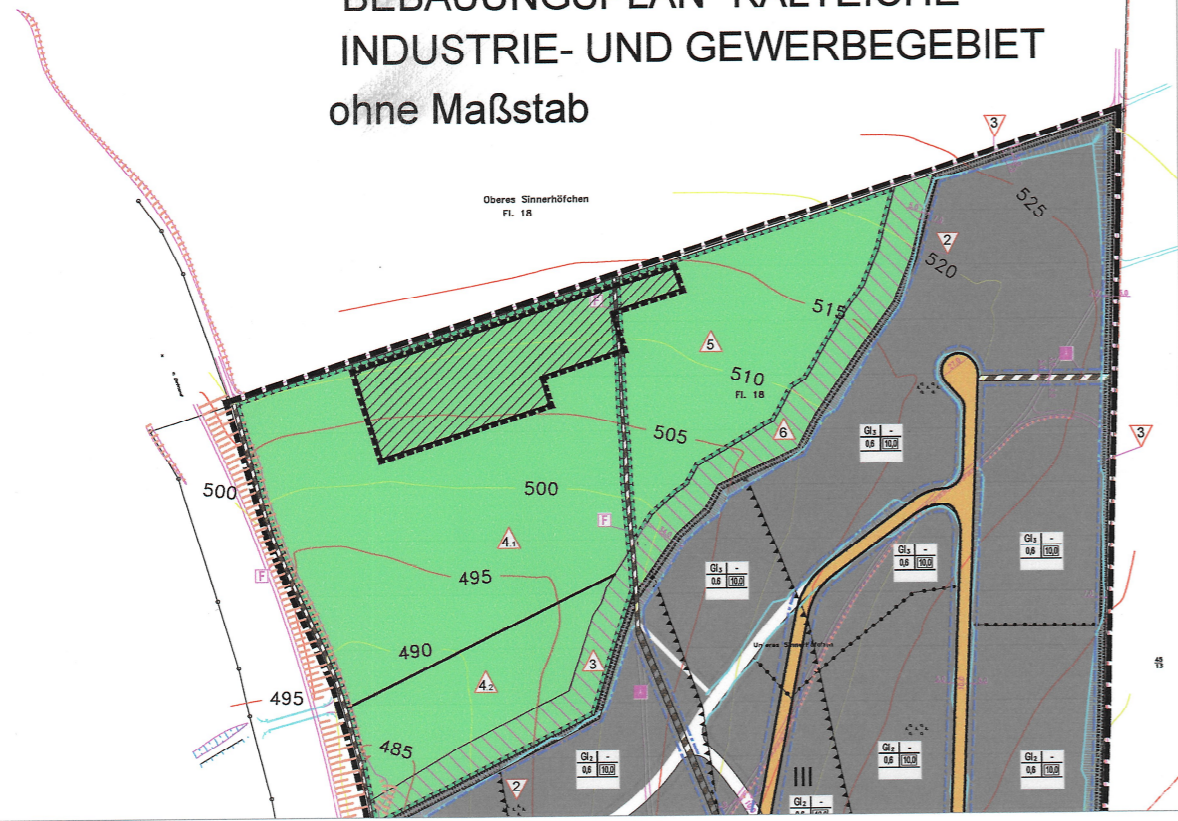 BEBAUUNGSPLAN "KALTEICHE"
INDUSTRIE- UND GEWERBEGEBIET
ohne Maßstab
3
Oberes Sinnerhöfchen
Fl. 18
525
2
520
515
F
5
510
Fl. 18
505
6
GI3 -
0,6 10,0
3
500
500
F
4.1
GI3 -
0,6 10,0
GI3 -
0,6 10,0
GI3 -
0,6 10,0
F
495
490
3
4.2
495
485
GI2 -
0,6 10,0
GI2 -
0,6 10,0
GI2 -
0,6 10,0
2
III
GI2 -